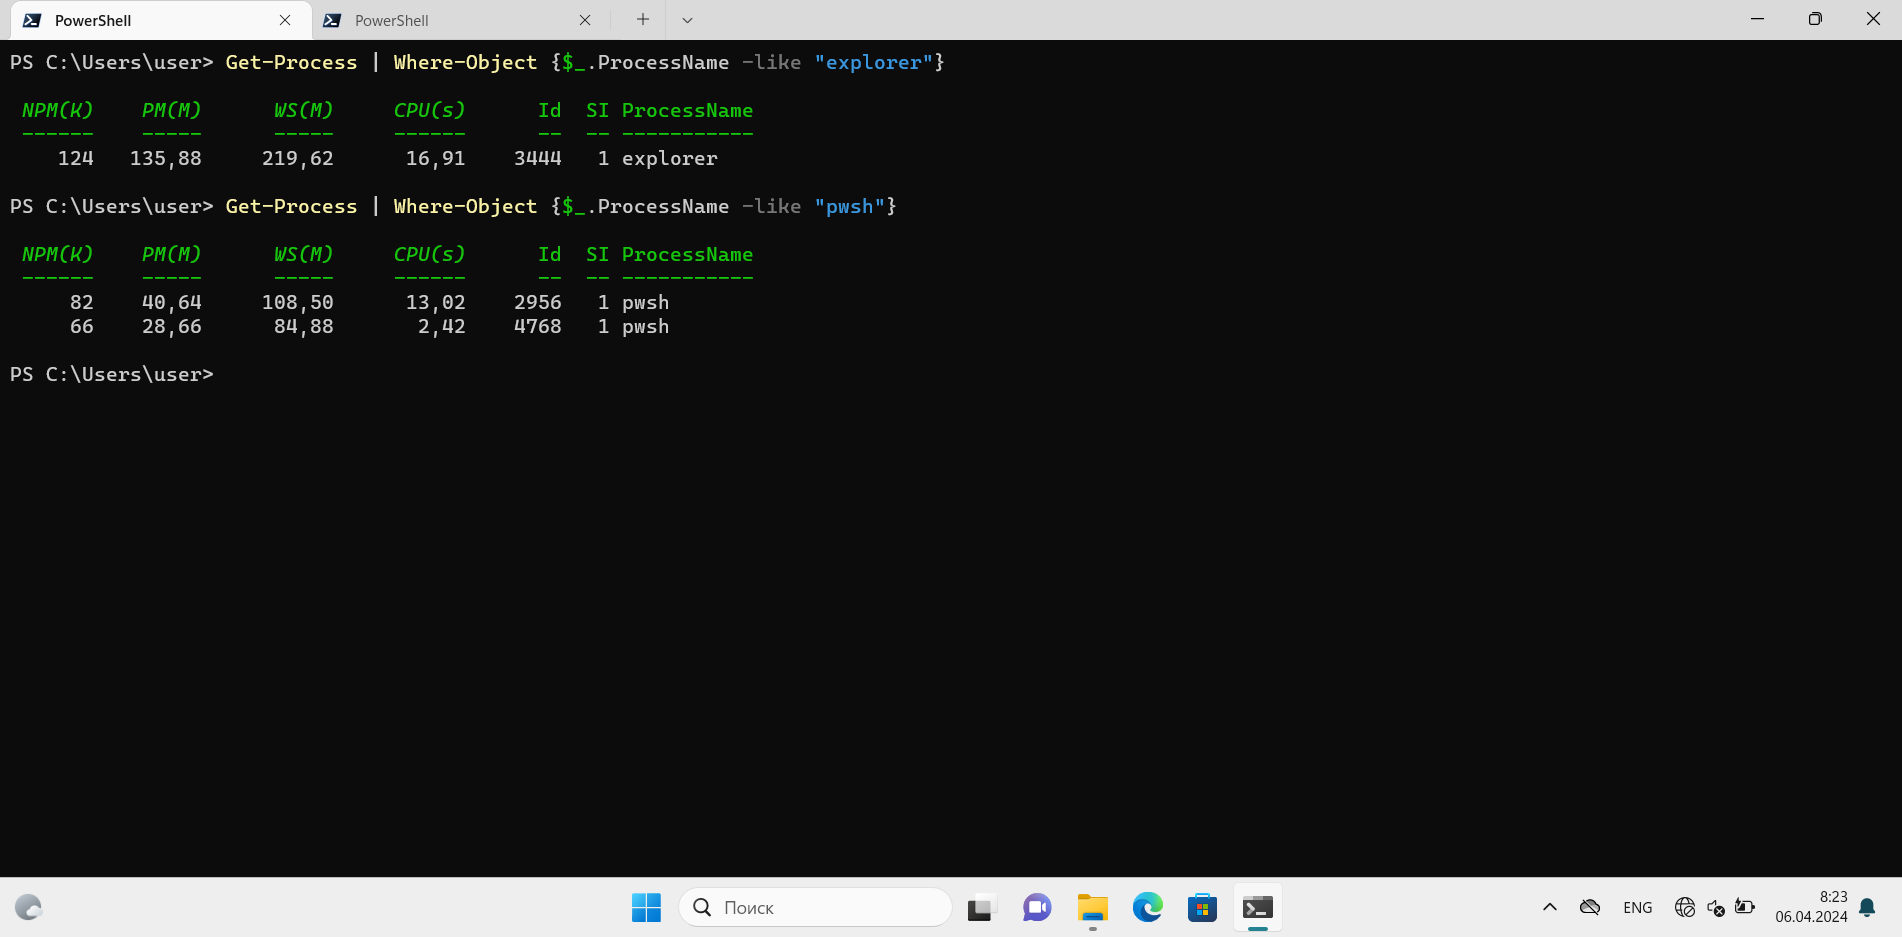 PowerShell
PowerShell
PS C:\Users\user> Get-Process | Where-Object {$_.ProcessName -like "explorer"}
NPM(K) PM(M) WS(M) CPU(s) Id SI ProcessName
------ ----- ----- ------ -- -- -----------
124 135,88 219,62 16,91 3444 1 explorer
PS C:\Users\user> Get-Process | Where-Object {$_.ProcessName -like "pwsh"}
NPM(K) PM(M) WS(M) CPU(s) Id SI ProcessName
------ ----- ----- ------ -- -- -----------
82 40,64 108,50 13,02 2956 1 pwsh
66 28,66 84,88 2,42 4768 1 pwsh
PS C:\Users\user>
Поиск
ENG
8:23
06.04.2024